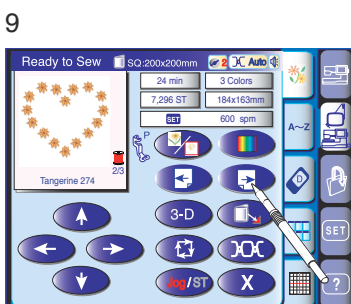 9
Ready to Sew SQ:200x200mm 2 Auto
24 min 3 Colors
7,296 ST 184x163mm
SET 600 spm
P
2/3
Tangerine 274
A~Z
D
3-D
SET
Jog/ST X
?